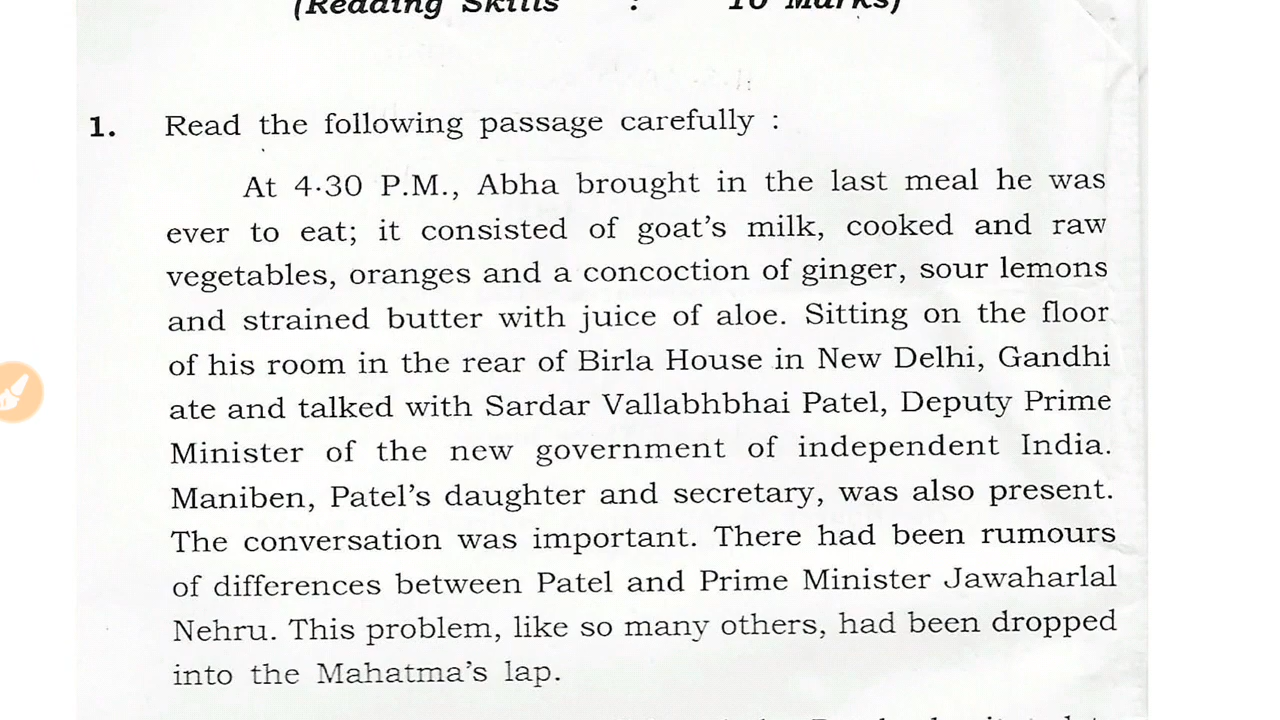 (Reading Skills : 10 Marks)
1. Read the following passage carefully :
At 4·30 P.M., Abha brought in the last meal he was
ever to eat; it consisted of goat's milk, cooked and raw
vegetables, oranges and a concoction of ginger, sour lemons
and strained butter with juice of aloe. Sitting on the floor
of his room in the rear of Birla House in New Delhi, Gandhi
ate and talked with Sardar Vallabhbhai Patel, Deputy Prime
Minister of the new government of independent India.
Maniben, Patel's daughter and secretary, was also present.
The conversation was important. There had been rumours
of differences between Patel and Prime Minister Jawaharlal
Nehru. This problem, like so many others, had been dropped
into the Mahatma's lap.